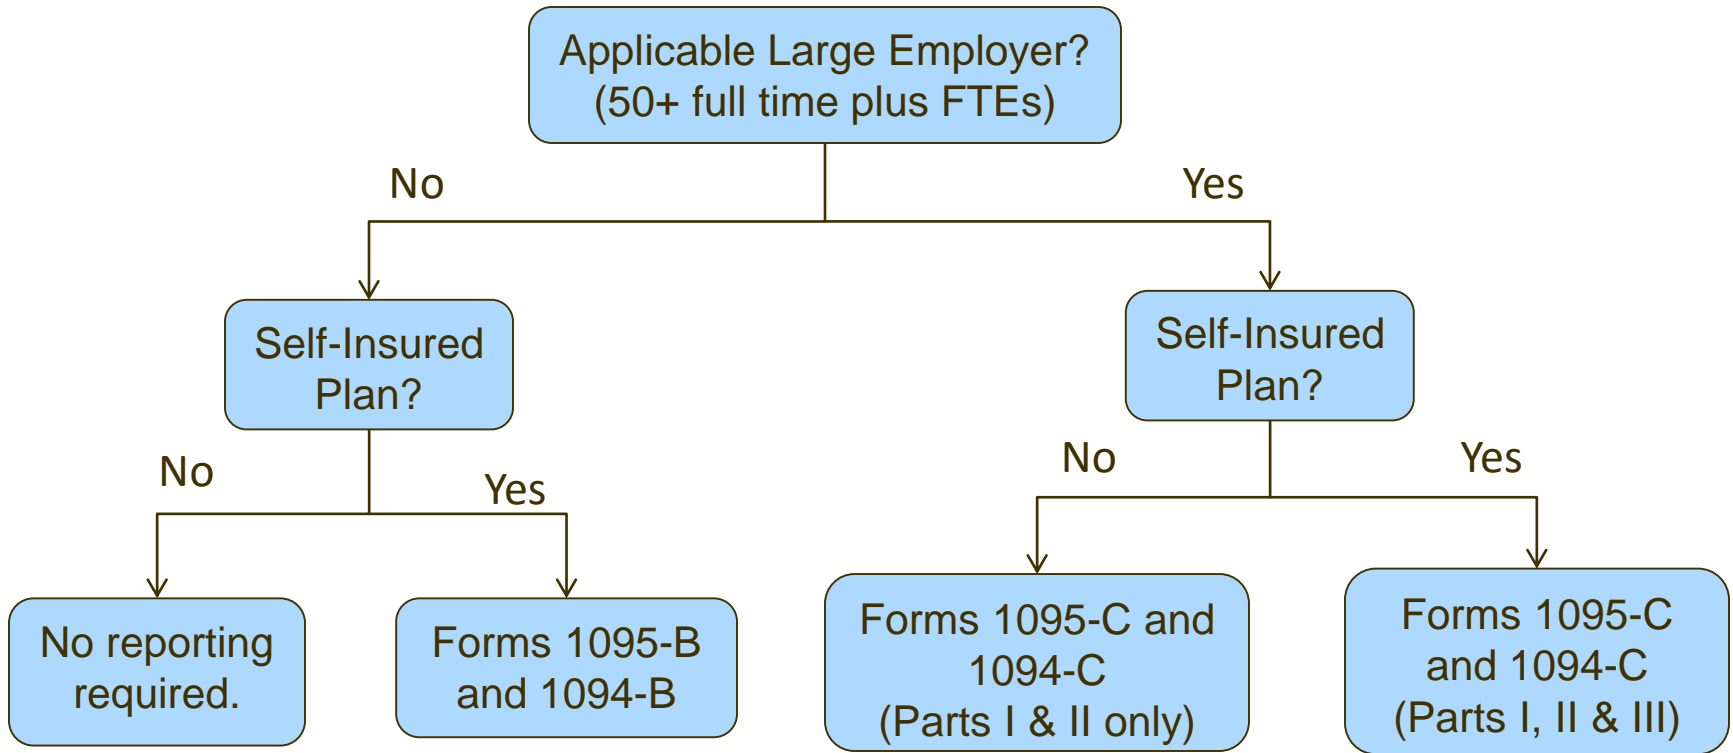 Applicable Large Employer?
(50+ full time plus FTEs)
No
Yes
Self-Insured
Plan?
Self-Insured
Plan?
No
Yes
No
Yes
No reporting
required.
Forms 1095-B
and 1094-B
Forms 1095-C and
1094-C
(Parts I & II only)
Forms 1095-C
and 1094-C
(Parts I, II & III)